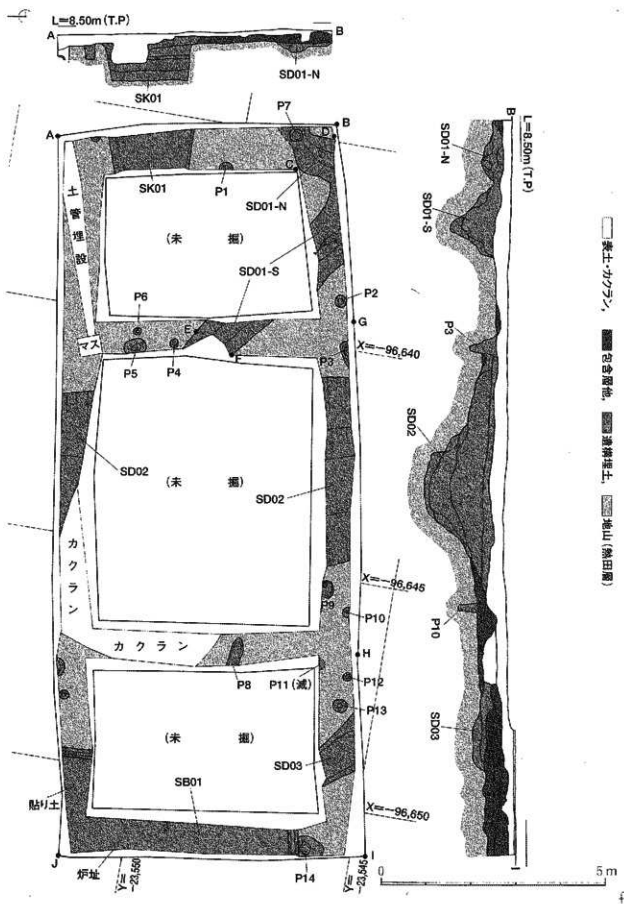 L=8.50m (T.P)
A
B
SD01-N
SK01
P7
A
B
D
C
SK01
P1
SD01-N
土管埋設
(未 掘)
SD01-S
P6
P2
E
G
マス
P5
P4
F
P3
X=-96,640
SD02
(未 掘)
SD02
カクラン
X=-96,645
P9
P10
カクラン
H
P8
P11(滅)
P12
P13
(未 掘)
SD03
SB01
貼り土
X=-96,650
J
炉址
Y=-23,550
P14
Y=-23,545
I
B
L=8.50m (T.P)
SD01-N
SD01-S
P3
SD02
P10
SD03
I
表土・カクラン,
包含層他,
遺構埋土,
地山(熱田層)
0
5 m